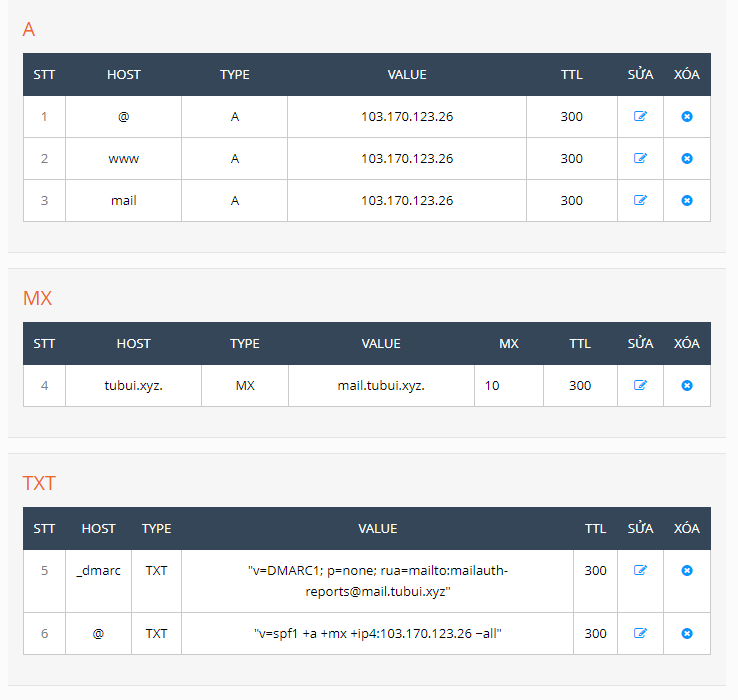 A
STT HOST TYPE VALUE TTL SỬA XÓA
1 @ A 103.170.123.26 300
2 www A 103.170.123.26 300
3 mail A 103.170.123.26 300
MX
STT HOST TYPE VALUE MX TTL SỬA XÓA
4 tubui.xyz. MX mail.tubui.xyz. 10 300
TXT
STT HOST TYPE VALUE TTL SỬA XÓA
5 _dmarc TXT "v=DMARC1; p=none; rua=mailto:mailauth- 300
reports@mail.tubui.xyz"
6 @ TXT "v=spf1 +a +mx +ip4:103.170.123.26 ~all" 300